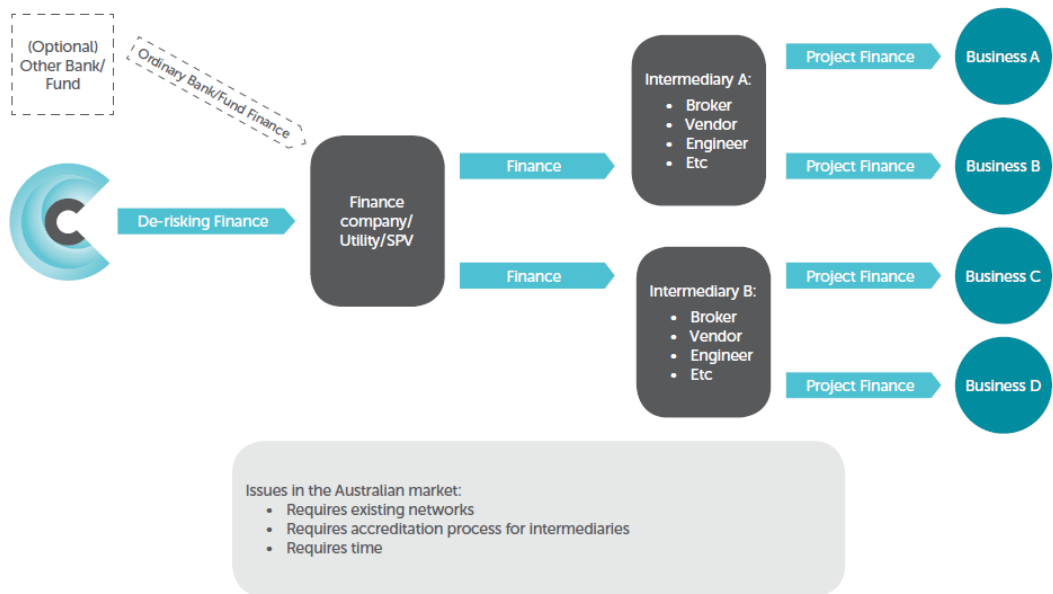 (Optional)
Other Bank/
Fund
Ordinary Bank/Fund Finance
De-risking Finance
Finance
company/
Utility/SPV
Finance
Finance
Intermediary A:
• Broker
• Vendor
• Engineer
• Etc
Intermediary B:
• Broker
• Vendor
• Engineer
• Etc
Project Finance
Business A
Project Finance
Business B
Project Finance
Business C
Project Finance
Business D
Issues in the Australian market:
• Requires existing networks
• Requires accreditation process for intermediaries
• Requires time